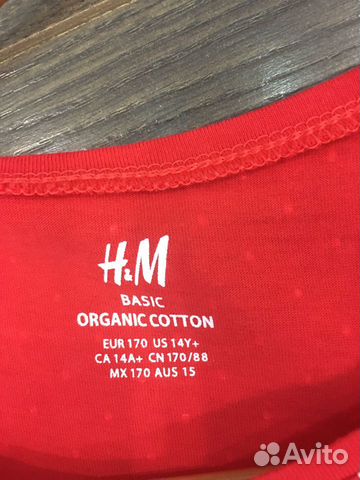 H&M
BASIC
ORGANIC COTTON
EUR 170 US 14Y+
CA 14A+ CN 170/88
MX 170 AUS 15
Avito